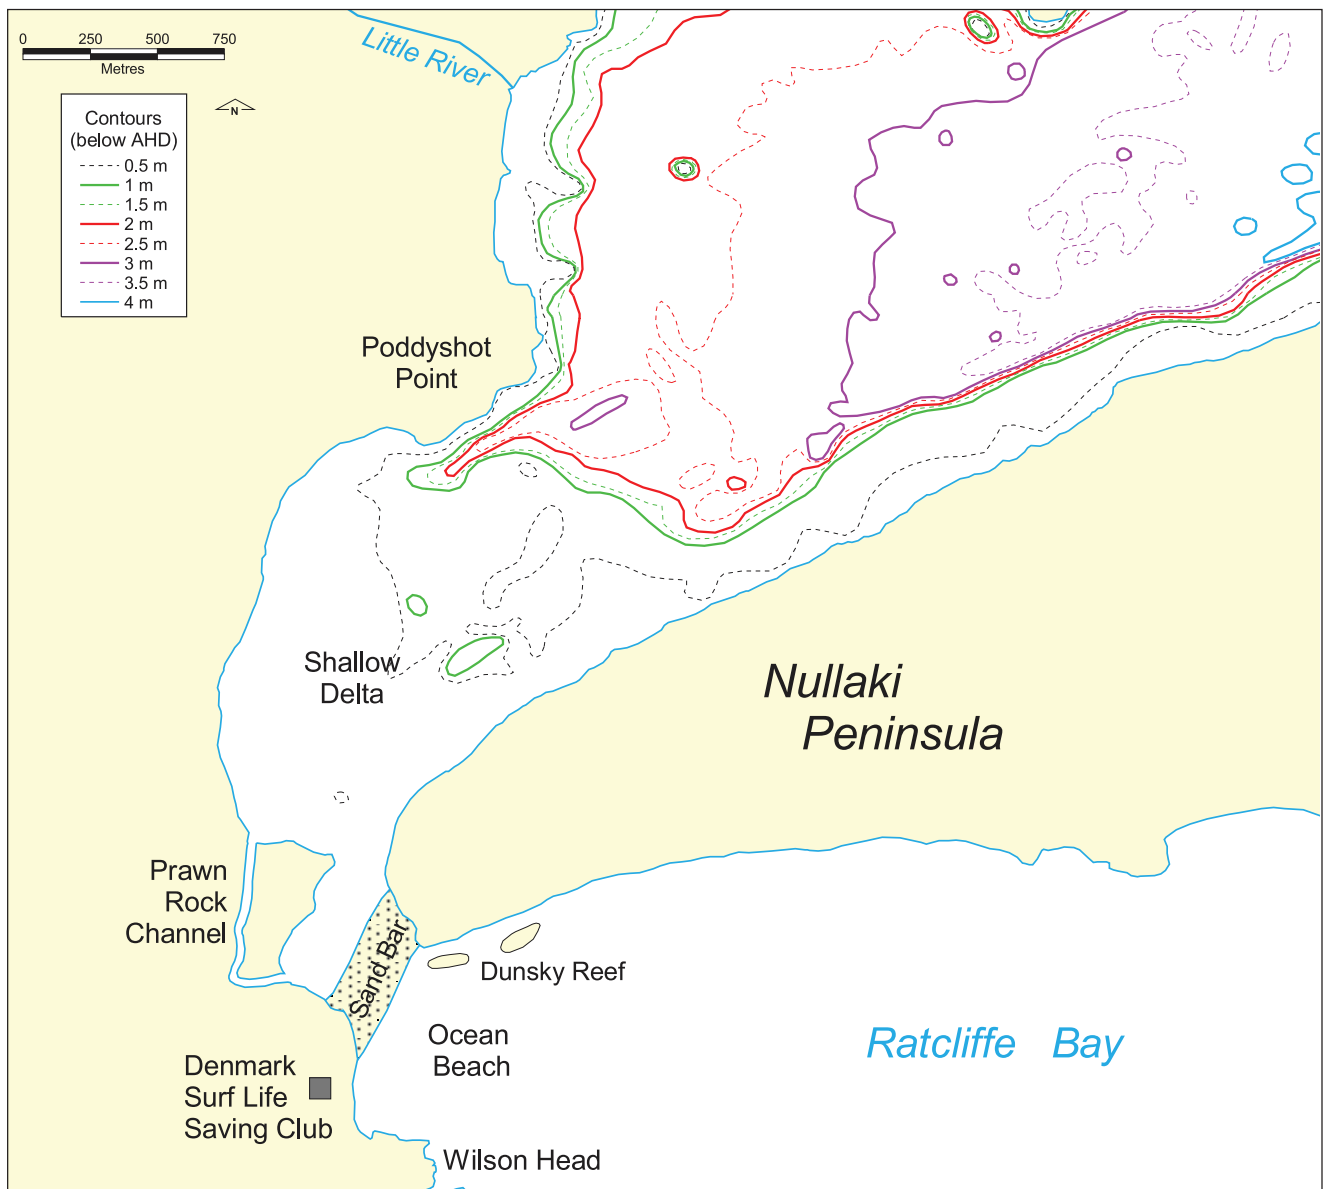 0 250 500 750
Metres
N
Contours
(below AHD)
0.5 m
1 m
1.5 m
2 m
2.5 m
3 m
3.5 m
4 m
Little River
Poddyshot
Point
Shallow
Delta
Nullaki
Peninsula
Prawn
Rock
Channel
Sand Bar
Dunsky Reef
Ocean
Beach
Ratcliffe Bay
Denmark
Surf Life
Saving Club
Wilson Head